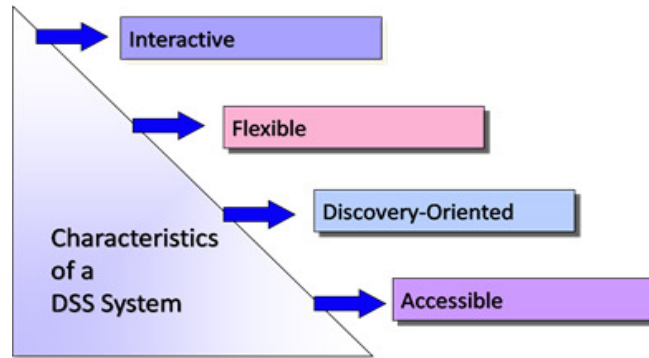 Interactive
Flexible
Discovery-Oriented
Accessible
Characteristics
of a
DSS System